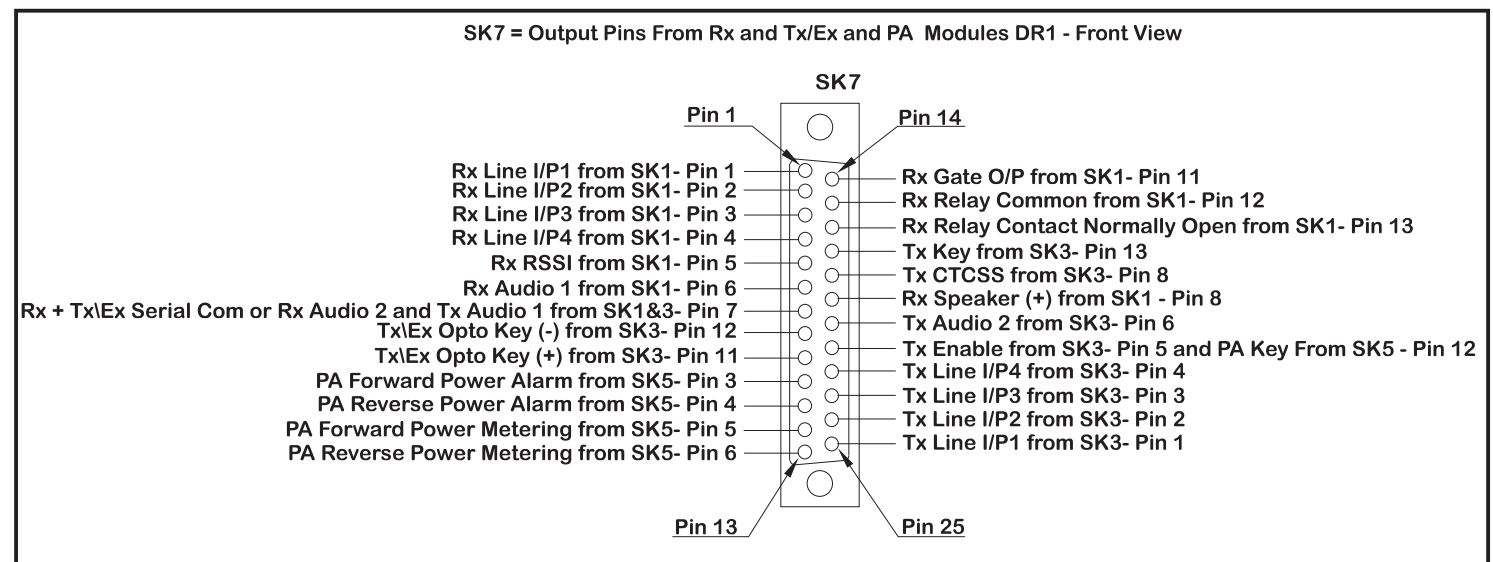 SK7 = Output Pins From Rx and Tx/Ex and PA Modules DR1 - Front View
SK7
Pin 1
Pin 14
Rx Line I/P1 from SK1- Pin 1
Rx Line I/P2 from SK1- Pin 2
Rx Line I/P3 from SK1- Pin 3
Rx Line I/P4 from SK1- Pin 4
Rx RSSI from SK1- Pin 5
Rx Audio 1 from SK1- Pin 6
Rx + Tx\Ex Serial Com or Rx Audio 2 and Tx Audio 1 from SK1&3- Pin 7
Tx\Ex Opto Key (-) from SK3- Pin 12
Tx\Ex Opto Key (+) from SK3- Pin 11
PA Forward Power Alarm from SK5- Pin 3
PA Reverse Power Alarm from SK5- Pin 4
PA Forward Power Metering from SK5- Pin 5
PA Reverse Power Metering from SK5- Pin 6
Rx Gate O/P from SK1- Pin 11
Rx Relay Common from SK1- Pin 12
Rx Relay Contact Normally Open from SK1- Pin 13
Tx Key from SK3- Pin 13
Tx CTCSS from SK3- Pin 8
Rx Speaker (+) from SK1 - Pin 8
Tx Audio 2 from SK3- Pin 6
Tx Enable from SK3- Pin 5 and PA Key From SK5 - Pin 12
Tx Line I/P4 from SK3- Pin 4
Tx Line I/P3 from SK3- Pin 3
Tx Line I/P2 from SK3- Pin 2
Tx Line I/P1 from SK3- Pin 1
Pin 13
Pin 25